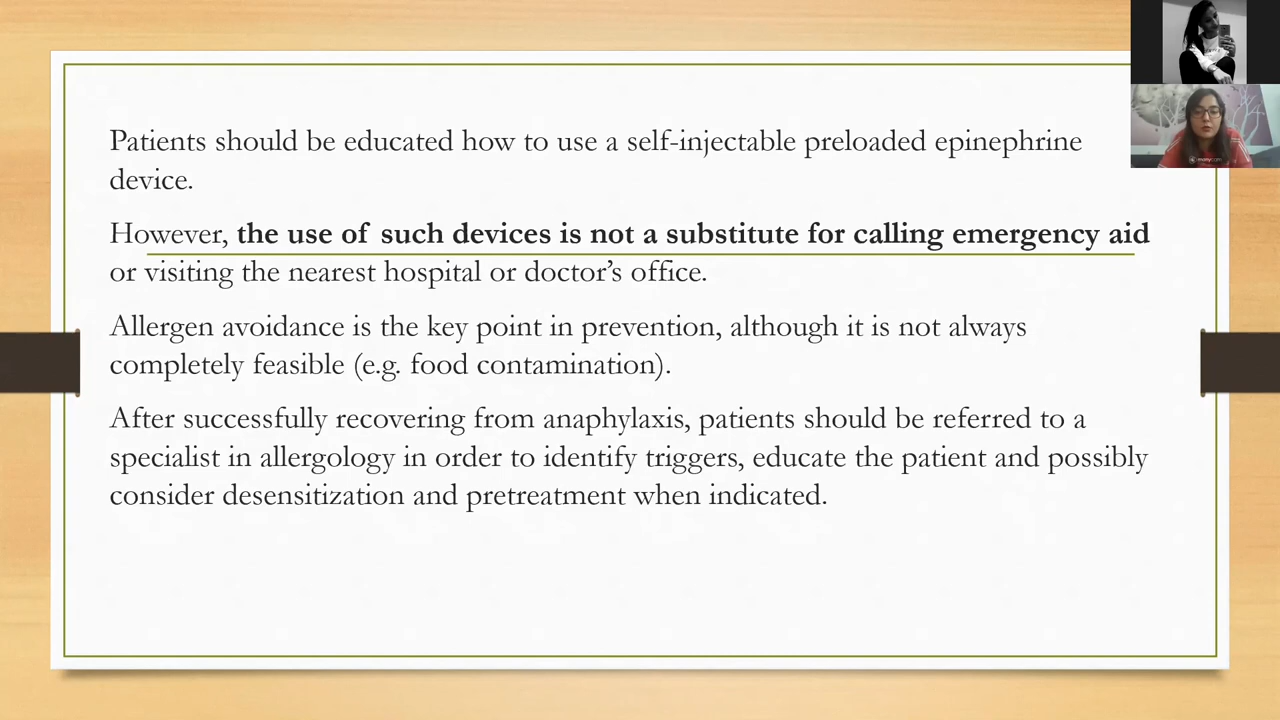 Patients should be educated how to use a self-injectable preloaded epinephrine
device.
However, the use of such devices is not a substitute for calling emergency aid
or visiting the nearest hospital or doctor’s office.
Allergen avoidance is the key point in prevention, although it is not always
completely feasible (e.g. food contamination).
After successfully recovering from anaphylaxis, patients should be referred to a
specialist in allergology in order to identify triggers, educate the patient and possibly
consider desensitization and pretreatment when indicated.